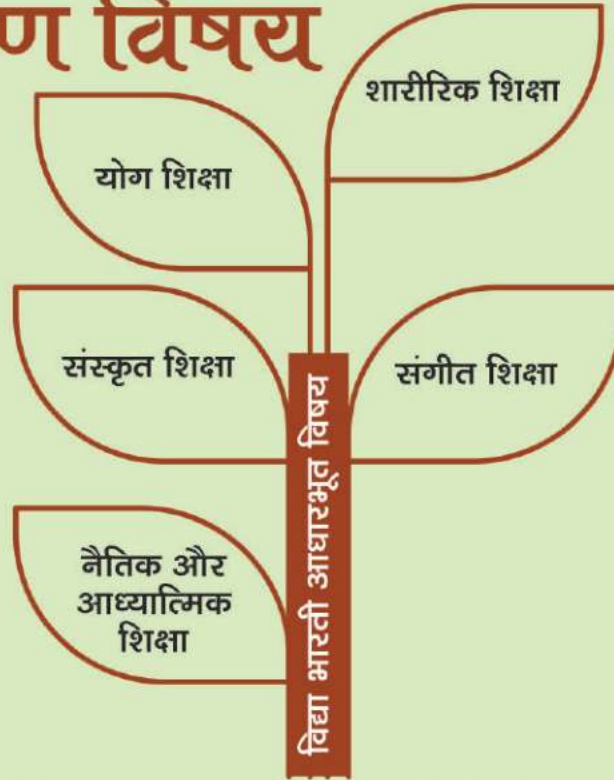 विषय
शारीरिक शिक्षा
योग शिक्षा
संस्कृत शिक्षा
संगीत शिक्षा
नैतिक और
आध्यात्मिक
शिक्षा
विद्या भारती आधारभूत विषय